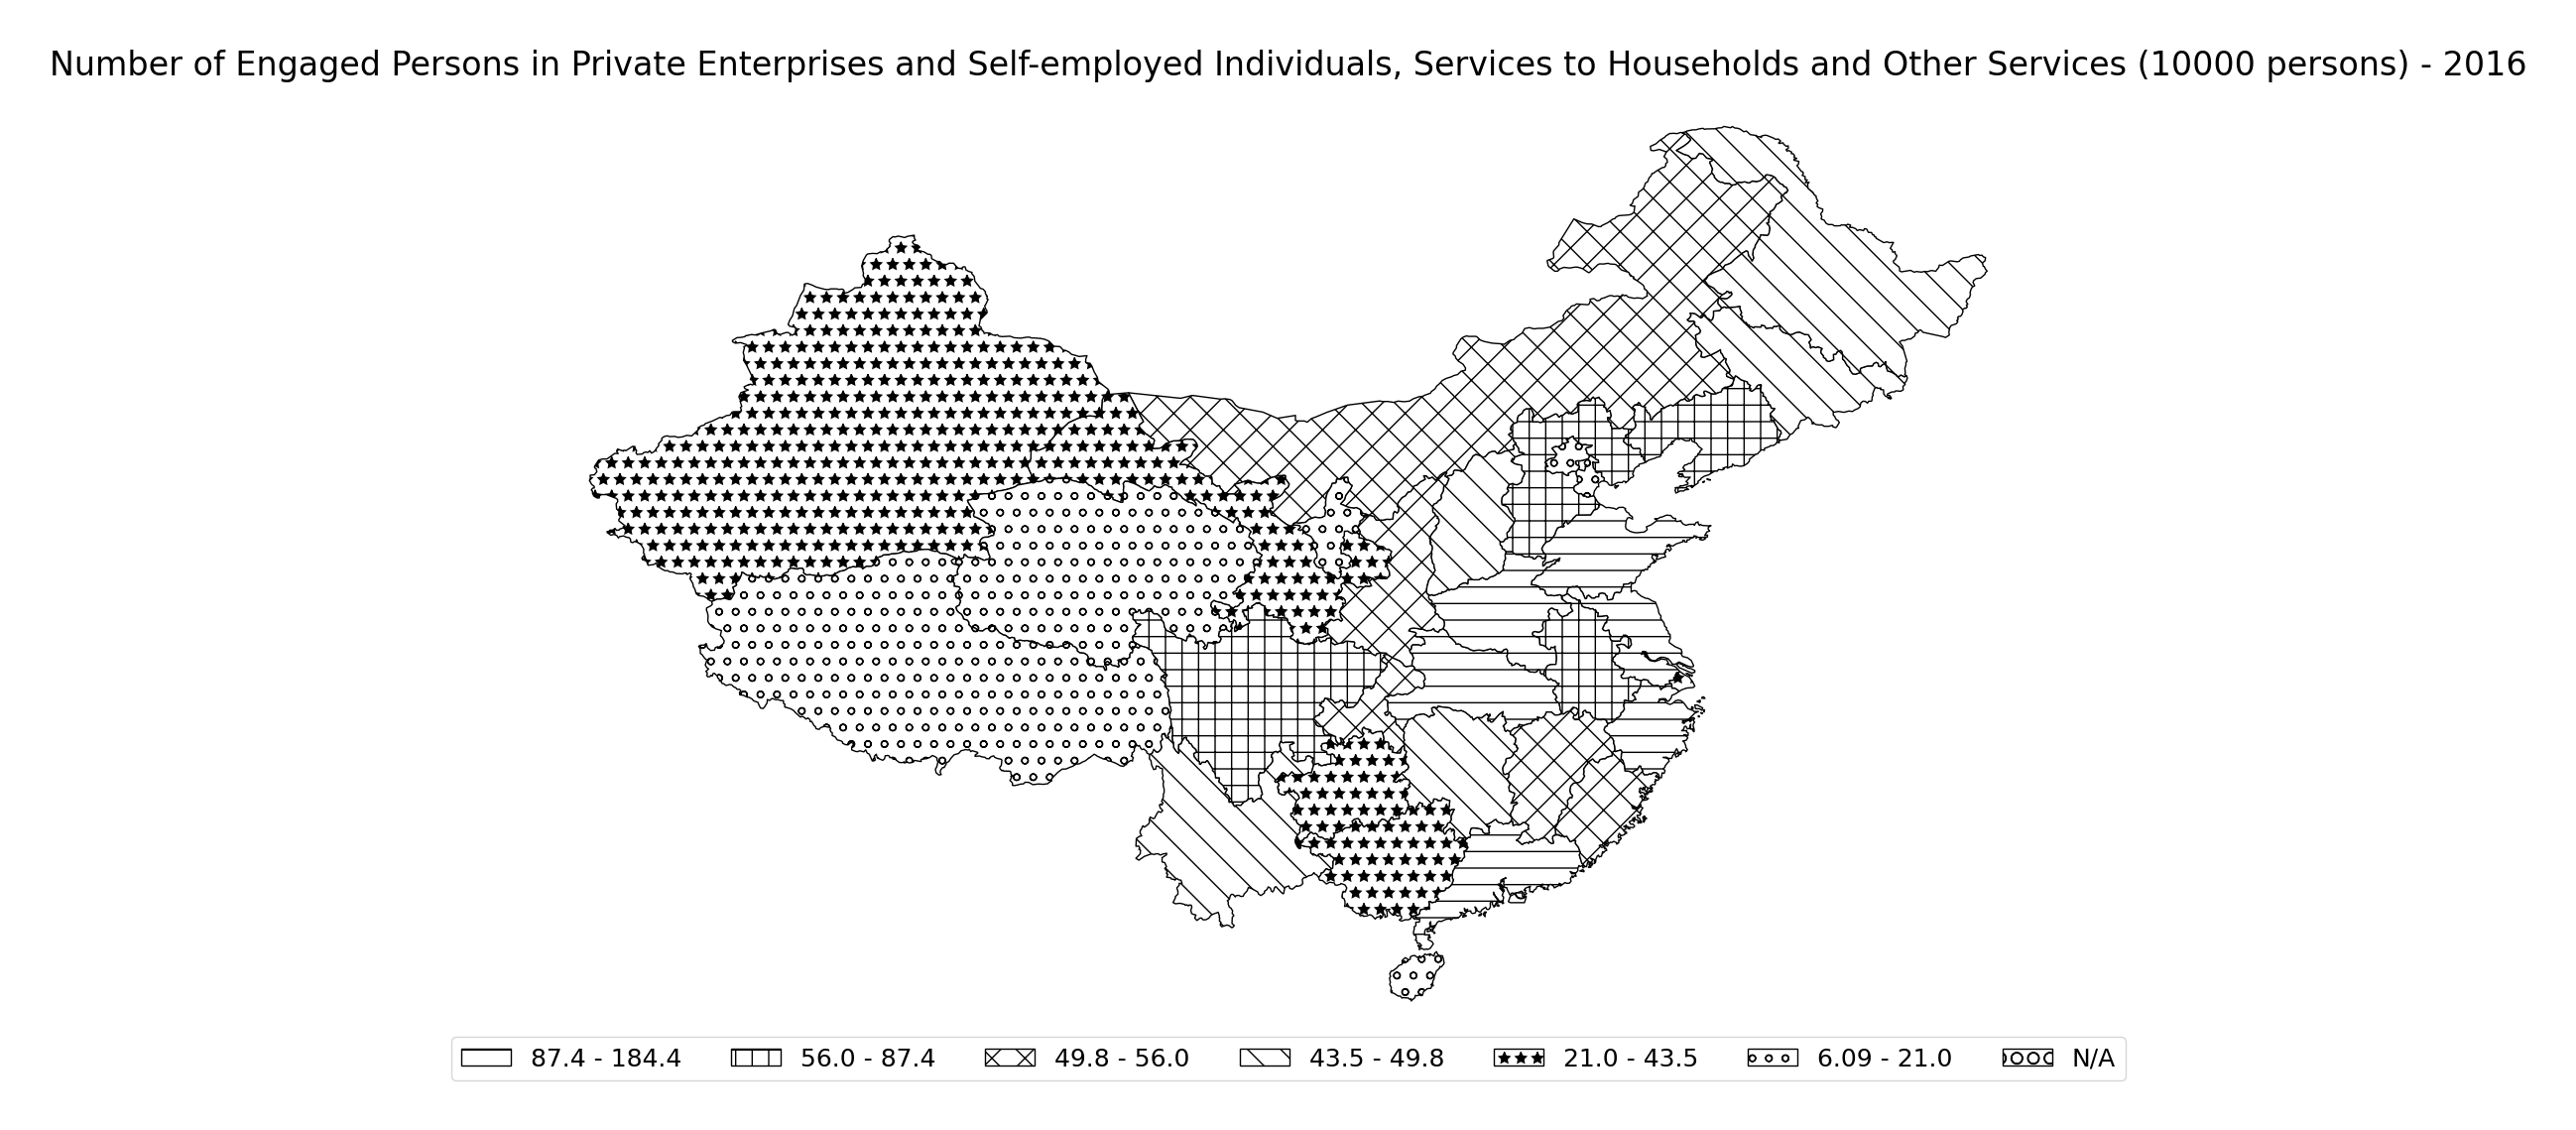 Number of Engaged Persons in Private Enterprises and Self-employed Individuals, Services to Households and Other Services (10000 persons) - 2016
87.4 - 184.4 56.0 - 87.4 49.8 - 56.0 43.5 - 49.8 21.0 - 43.5 6.09 - 21.0 N/A